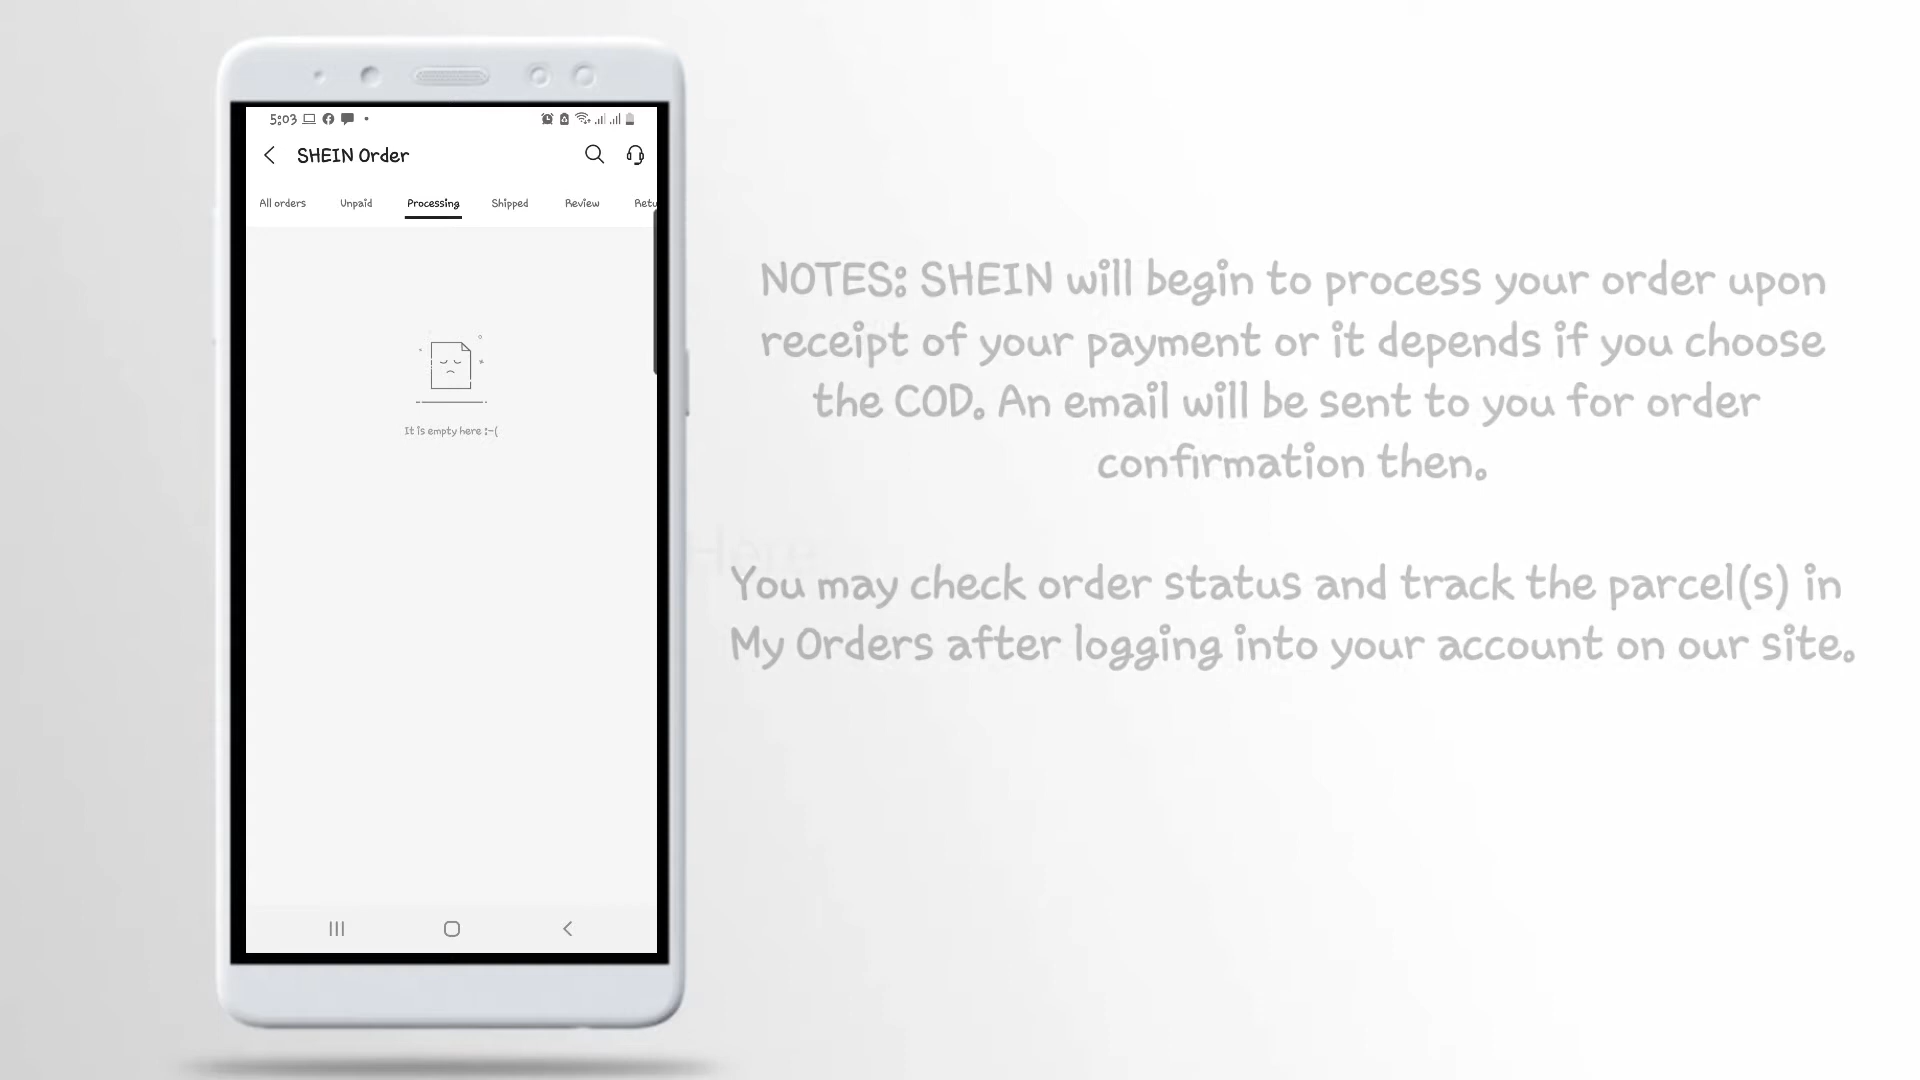 5:03
SHEIN Order
All orders Unpaid Processing Shipped Review Retu
It is empty here :-(
NOTES: SHEIN will begin to process your order upon
receipt of your payment or it depends if you choose
the COD. An email will be sent to you for order
confirmation then.
Here
You may check order status and track the parcel(s) in
My Orders after logging into your account on our site.